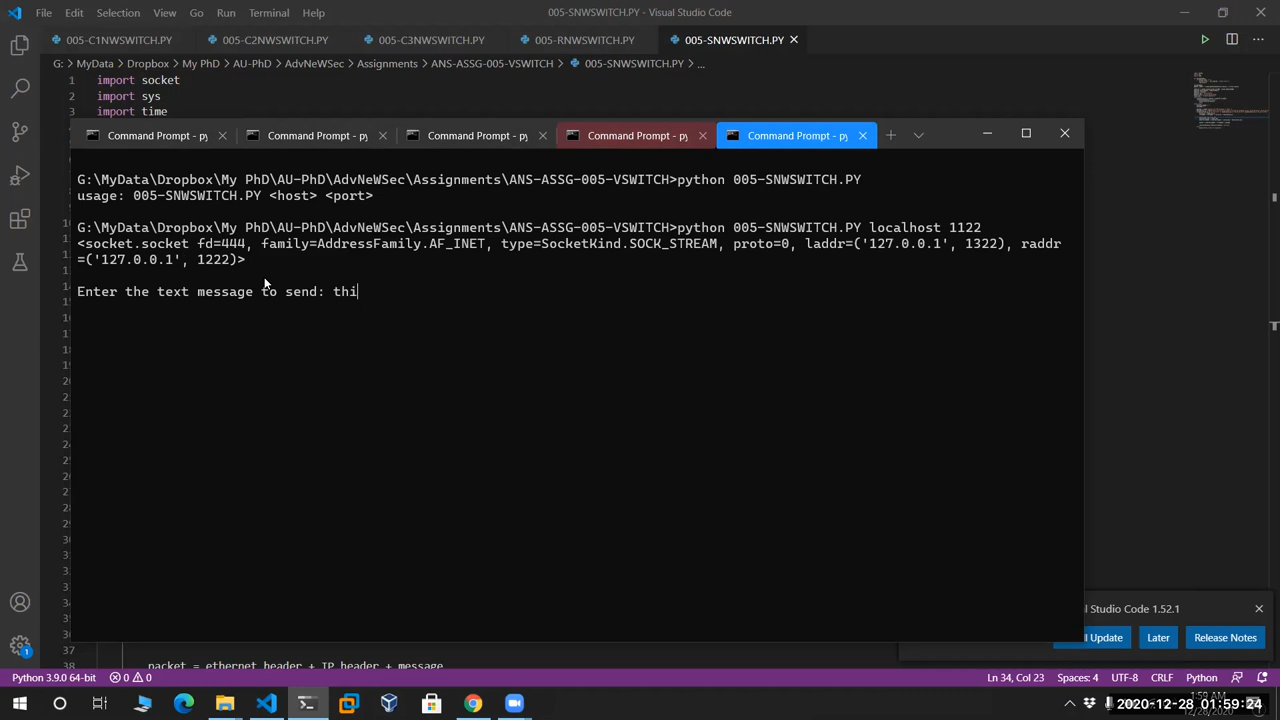 File Edit Selection View Go Run Terminal Help
005-SNWSWITCH.PY - Visual Studio Code
005-C1NWSWITCH.PY
005-C2NWSWITCH.PY
005-C3NWSWITCH.PY
005-RNWSWITCH.PY
005-SNWSWITCH.PY
G: > MyData > Dropbox > My PhD > AU-PhD > AdvNeWSec > Assignments > ANS-ASSG-005-VSWITCH > 005-SNWSWITCH.PY > ...
1 import socket
2 import sys
3 import time
Command Prompt - py
Command Prompt - py
Command Prompt - py
Command Prompt - py
Command Prompt - py
G:\MyData\Dropbox\My PhD\AU-PhD\AdvNeWSec\Assignments\ANS-ASSG-005-VSWITCH>python 005-SNWSWITCH.PY
usage: 005-SNWSWITCH.PY <host> <port>
G:\MyData\Dropbox\My PhD\AU-PhD\AdvNeWSec\Assignments\ANS-ASSG-005-VSWITCH>python 005-SNWSWITCH.PY localhost 1122
<socket.socket fd=444, family=AddressFamily.AF_INET, type=SocketKind.SOCK_STREAM, proto=0, laddr=('127.0.0.1', 1322), raddr
=('127.0.0.1', 1222)>
Enter the text message to send: thi
Studio Code 1.52.1
Update
Later
Release Notes
37
38 packet = ethernet_header + IP_header + message
Python 3.9.0 64-bit
0 0
Ln 34, Col 23
Spaces: 4
UTF-8
CRLF
Python
1:59 AM
2020-12-28 01:59:24
12/28/2020